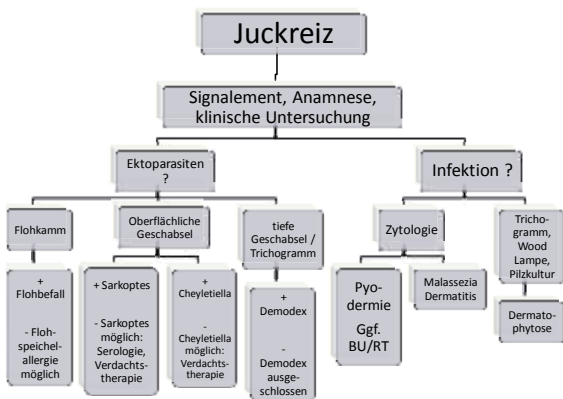 Juckreiz
Signalement, Anamnese,
klinische Untersuchung
Ektoparasiten
?
Infektion ?
Flohkamm
Oberflächliche
Geschabsel
tiefe
Geschabsel /
Trichogramm
Zytologie
Tricho-
gramm,
Wood
Lampe,
Pilzkultur
+
Flohbefall
- Floh-
speichel-
allergie
möglich
+ Sarkoptes
- Sarkoptes
möglich:
Serologie,
Verdachts-
therapie
+
Cheyletiella
-
Cheyletiella
möglich:
Verdachts-
therapie
+
Demodex
-
Demodex
ausge-
schlossen
Pyo-
dermie
Ggf.
BU/RT
Malassezia
Dermatitis
Dermato-
phytose